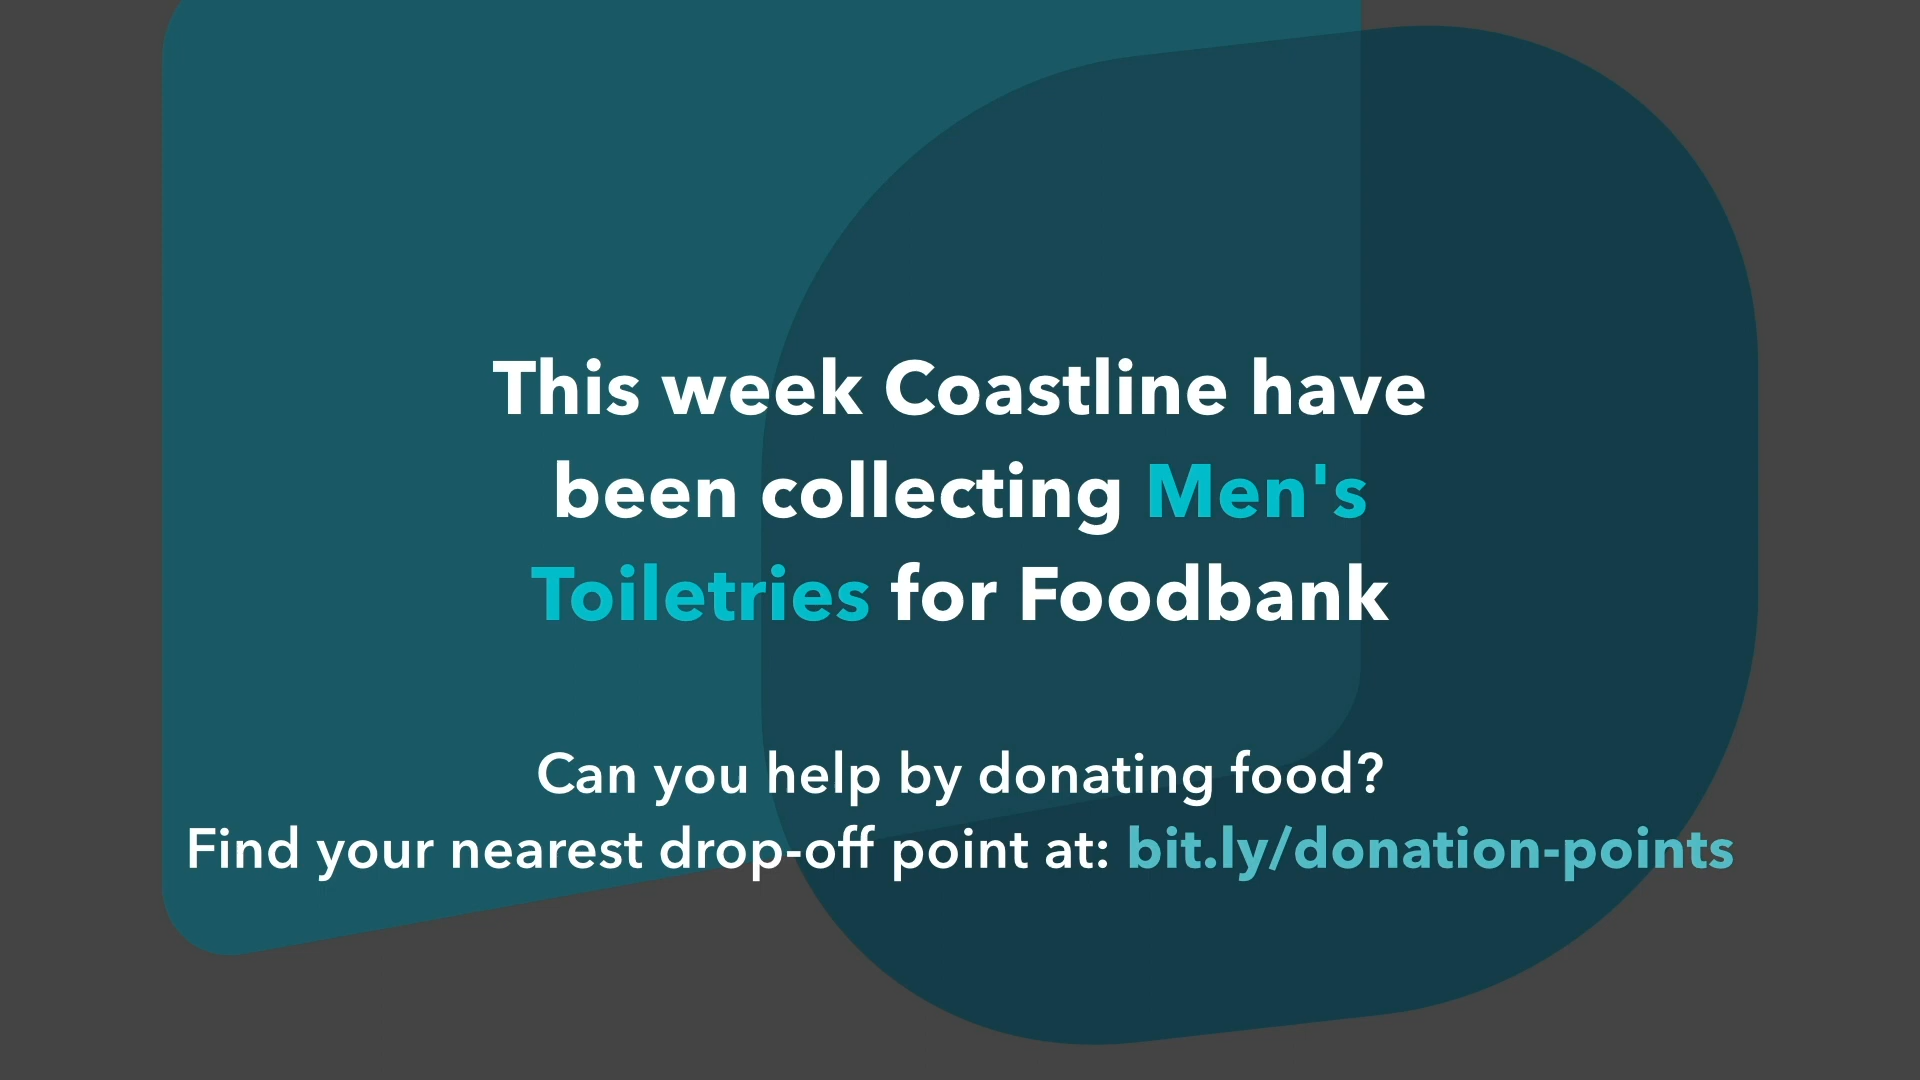 This week Coastline have
been collecting Men's
Toiletries for Foodbank
Can you help by donating food?
Find your nearest drop-off point at: bit.ly/donation-points